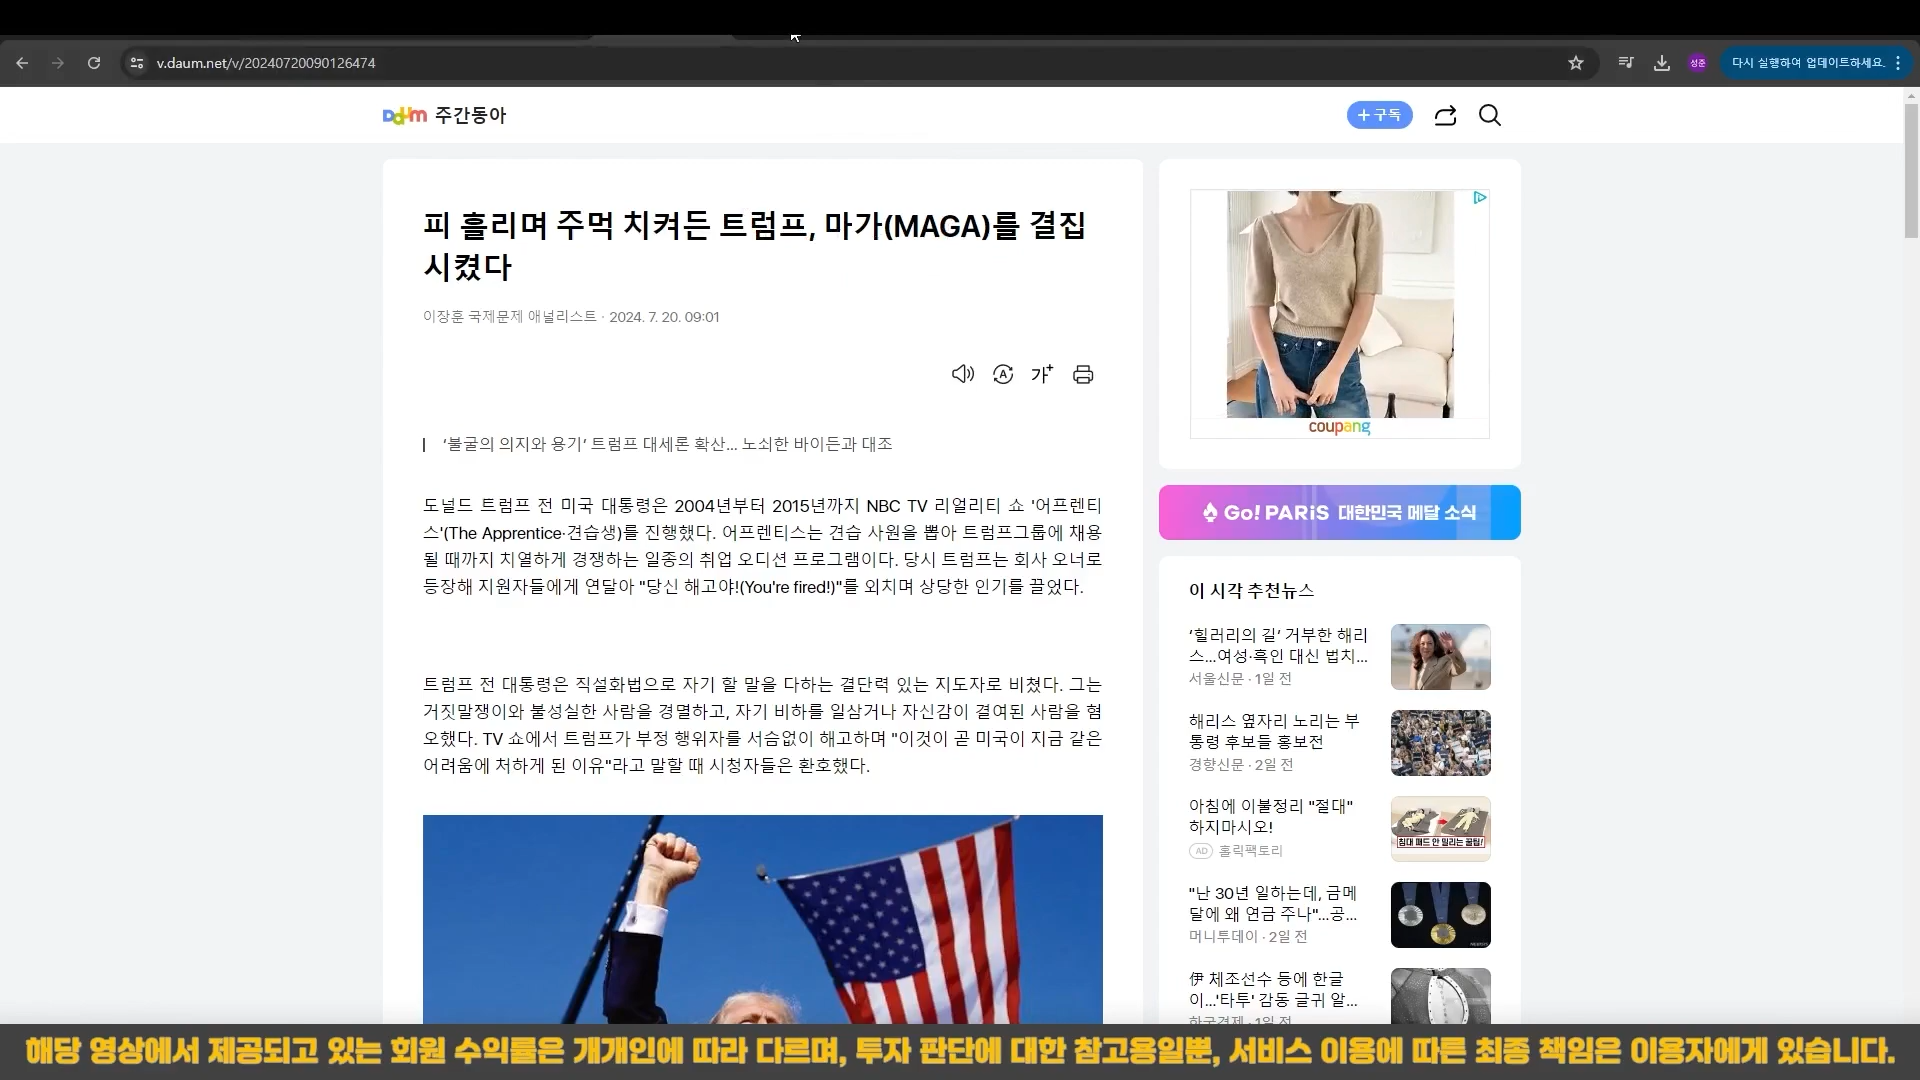 v.daum.net/v/20240720090126474
성준
다시 실행하여 업데이트하세요.
Daum 주간동아
+ 구독
피 흘리며 주먹 치켜든 트럼프, 마가(MAGA)를 결집
시켰다
이장훈 국제문제 애널리스트 · 2024. 7. 20. 09:01
가+
‘불굴의 의지와 용기’ 트럼프 대세론 확산… 노쇠한 바이든과 대조
도널드 트럼프 전 미국 대통령은 2004년부터 2015년까지 NBC TV 리얼리티 쇼 '어프렌티
스'(The Apprentice·견습생)를 진행했다. 어프렌티스는 견습 사원을 뽑아 트럼프그룹에 채용
될 때까지 치열하게 경쟁하는 일종의 취업 오디션 프로그램이다. 당시 트럼프는 회사 오너로
등장해 지원자들에게 연달아 "당신 해고야!(You're fired!)"를 외치며 상당한 인기를 끌었다.
트럼프 전 대통령은 직설화법으로 자기 할 말을 다하는 결단력 있는 지도자로 비쳤다. 그는
거짓말쟁이와 불성실한 사람을 경멸하고, 자기 비하를 일삼거나 자신감이 결여된 사람을 혐
오했다. TV 쇼에서 트럼프가 부정 행위자를 서슴없이 해고하며 "이것이 곧 미국이 지금 같은
어려움에 처하게 된 이유"라고 말할 때 시청자들은 환호했다.
coupang
Go! PARiS 대한민국 메달 소식
이 시각 추천뉴스
‘힐러리의 길’ 거부한 해리
스…여성·흑인 대신 법치...
서울신문 · 1일 전
해리스 옆자리 노리는 부
통령 후보들 홍보전
경향신문 · 2일 전
아침에 이불정리 "절대"
하지마시오!
AD 홀릭팩토리
침대 패드 안 밀리는 꿀팁!
"난 30년 일하는데, 금메
달에 왜 연금 주나"…공...
머니투데이 · 2일 전
伊 체조선수 등에 한글
이…'타투' 감동 글귀 알...
한국경제 · 1일 전
해당 영상에서 제공되고 있는 회원 수익률은 개개인에 따라 다르며, 투자 판단에 대한 참고용일뿐, 서비스 이용에 따른 최종 책임은 이용자에게 있습니다.